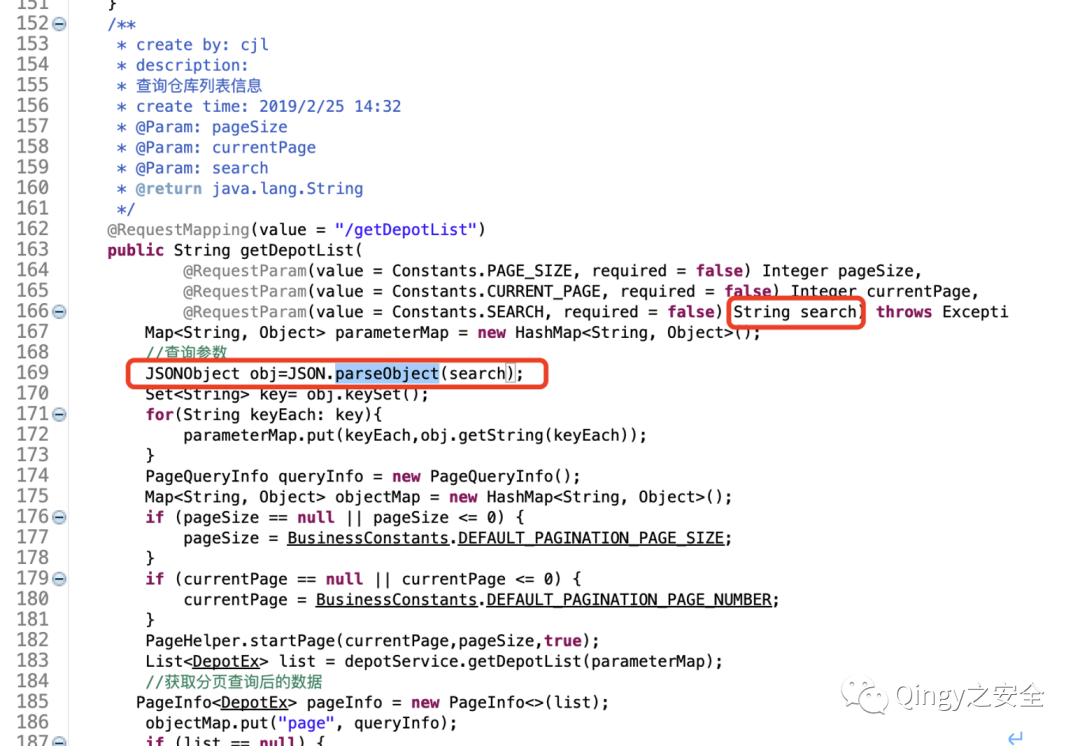 151 }
152 /**
153 * create by: cjl
154 * description:
155 * 查询仓库列表信息
156 * create time: 2019/2/25 14:32
157 * @Param: pageSize
158 * @Param: currentPage
159 * @Param: search
160 * @return java.lang.String
161 */
162 @RequestMapping(value = "/getDepotList")
163 public String getDepotList(
164 @RequestParam(value = Constants.PAGE_SIZE, required = false) Integer pageSize,
165 @RequestParam(value = Constants.CURRENT_PAGE, required = false) Integer currentPage,
166 @RequestParam(value = Constants.SEARCH, required = false) String search) throws Excepti
167 Map<String, Object> parameterMap = new HashMap<String, Object>();
168 //查询参数
169 JSONObject obj=JSON.parseObject(search);
170 Set<String> key= obj.keySet();
171 for(String keyEach: key){
172 parameterMap.put(keyEach,obj.getString(keyEach));
173 }
174 PageQueryInfo queryInfo = new PageQueryInfo();
175 Map<String, Object> objectMap = new HashMap<String, Object>();
176 if (pageSize == null || pageSize <= 0) {
177 pageSize = BusinessConstants.DEFAULT_PAGINATION_PAGE_SIZE;
178 }
179 if (currentPage == null || currentPage <= 0) {
180 currentPage = BusinessConstants.DEFAULT_PAGINATION_PAGE_NUMBER;
181 }
182 PageHelper.startPage(currentPage,pageSize,true);
183 List<DepotEx> list = depotService.getDepotList(parameterMap);
184 //获取分页查询后的数据
185 PageInfo<DepotEx> pageInfo = new PageInfo<>(list);
186 objectMap.put("page", queryInfo);
187 if (list == null) {
Qingy之安全